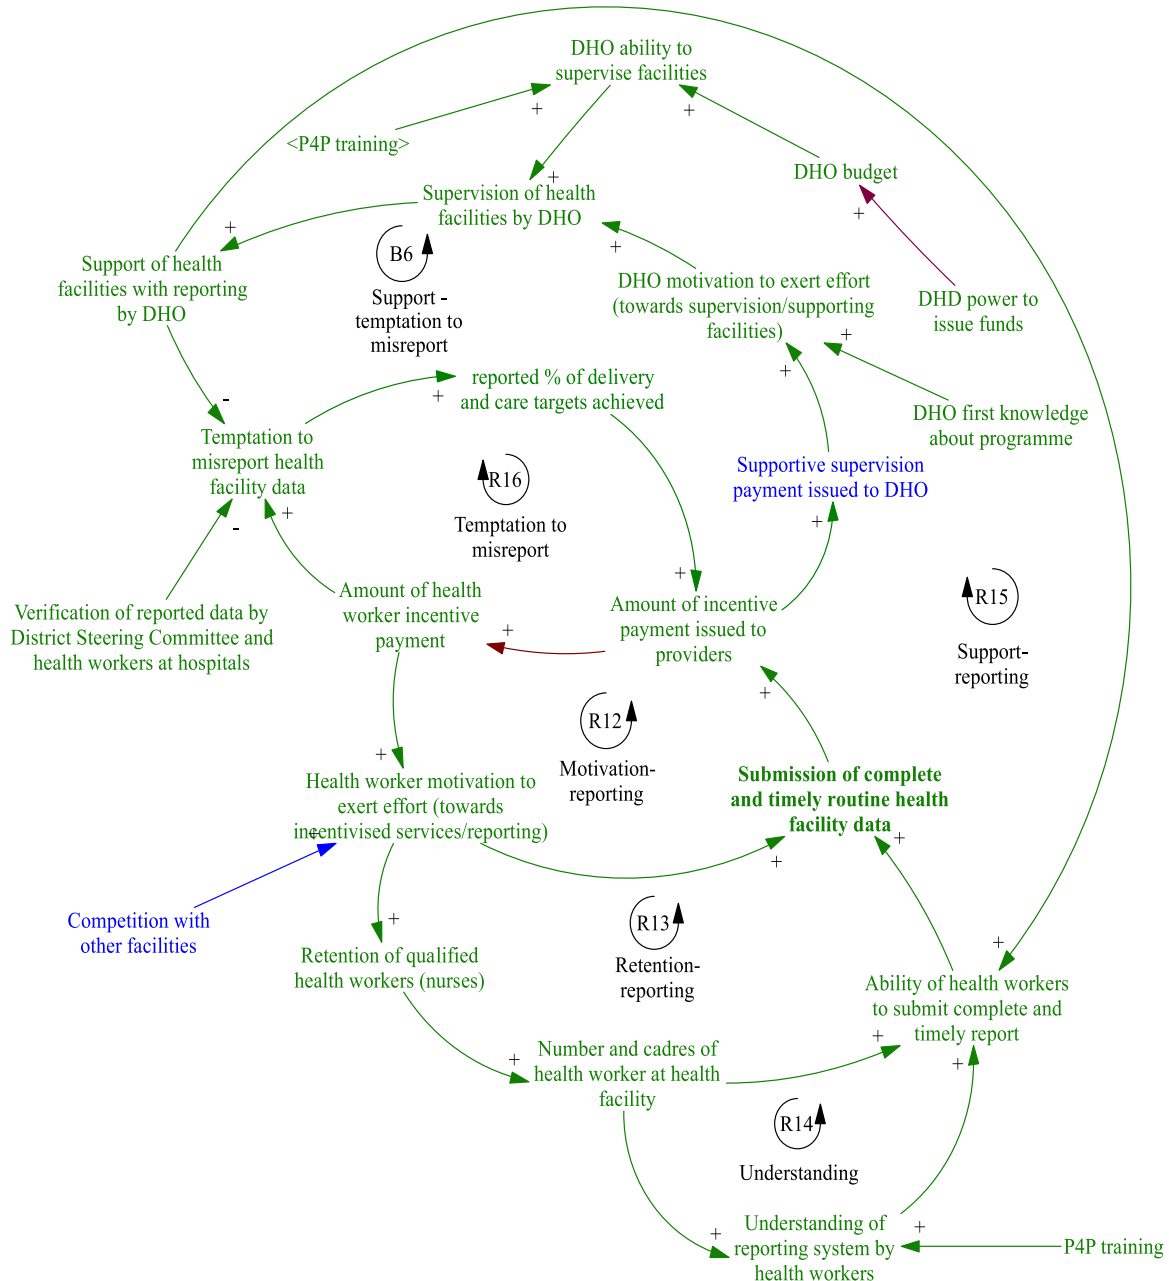 DHO ability to
supervise facilities
+
+
<P4P training>
DHO budget
+
Supervision of health
facilities by DHO
+
+
+
Support of health
facilities with reporting
by DHO
B6
Support -
temptation to
misreport
DHO motivation to exert effort
(towards supervision/supporting
facilities)
DHD power to
issue funds
+
+
reported % of delivery
and care targets achieved
+
-
DHO first knowledge
about programme
Temptation to
misreport health
facility data
Supportive supervision
payment issued to DHO
R16
Temptation to
misreport
+
-
+
+
Amount of health
worker incentive
payment
Amount of incentive
payment issued to
providers
R15
Support-
reporting
Verification of reported data by
District Steering Committee and
health workers at hospitals
+
+
R12
Motivation-
reporting
+
Health worker motivation to
exert effort (towards
incentivised services/reporting)
+
Submission of complete
and timely routine health
facility data
+
+
Competition with
other facilities
+
R13
Retention-
reporting
+
Retention of qualified
health workers (nurses)
Ability of health workers
to submit complete and
timely report
+
+
+
Number and cadres of
health worker at health
facility
R14
Understanding
+
+
Understanding of
reporting system by
health workers
P4P training